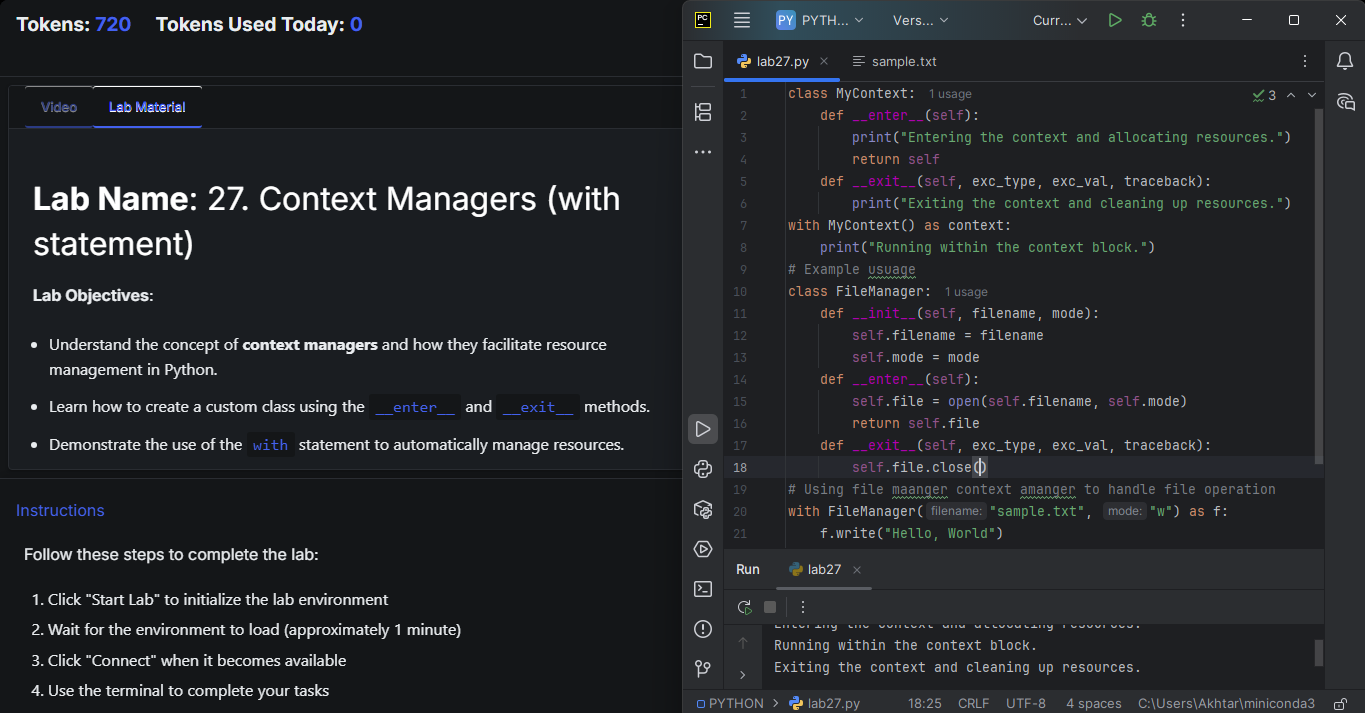 Tokens: 720 Tokens Used Today: 0
Video Lab Material
Lab Name: 27. Context Managers (with
statement)
Lab Objectives:
• Understand the concept of context managers and how they facilitate resource
management in Python.
• Learn how to create a custom class using the __enter__ and __exit__ methods.
• Demonstrate the use of the with statement to automatically manage resources.
Instructions
Follow these steps to complete the lab:
1. Click "Start Lab" to initialize the lab environment
2. Wait for the environment to load (approximately 1 minute)
3. Click "Connect" when it becomes available
4. Use the terminal to complete your tasks
PC PY PYTH... Vers... Curr...
lab27.py sample.txt
3
1 class MyContext: 1 usage
2 def __enter__(self):
3 print("Entering the context and allocating resources.")
4 return self
5 def __exit__(self, exc_type, exc_val, traceback):
6 print("Exiting the context and cleaning up resources.")
7 with MyContext() as context:
8 print("Running within the context block.")
9 # Example usuage
10 class FileManager: 1 usage
11 def __init__(self, filename, mode):
12 self.filename = filename
13 self.mode = mode
14 def __enter__(self):
15 self.file = open(self.filename, self.mode)
16 return self.file
17 def __exit__(self, exc_type, exc_val, traceback):
18 self.file.close()
19 # Using file maanger context amanger to handle file operation
20 with FileManager( filename: "sample.txt", mode: "w") as f:
21 f.write("Hello, World")
Run lab27
Entering the context and allocating resources.
Running within the context block.
Exiting the context and cleaning up resources.
PYTHON > lab27.py 18:25 CRLF UTF-8 4 spaces C:\Users\Akhtar\miniconda3